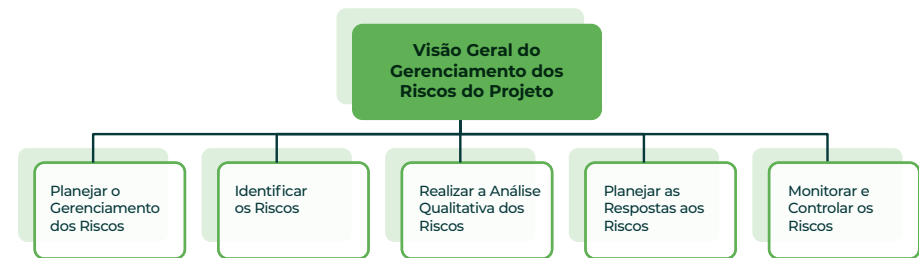 Visão Geral do
Gerenciamento dos
Riscos do Projeto
Planejar o
Gerenciamento
dos Riscos
Identificar
os Riscos
Realizar a Análise
Qualitativa dos
Riscos
Planejar as
Respostas aos
Riscos
Monitorar e
Controlar os
Riscos